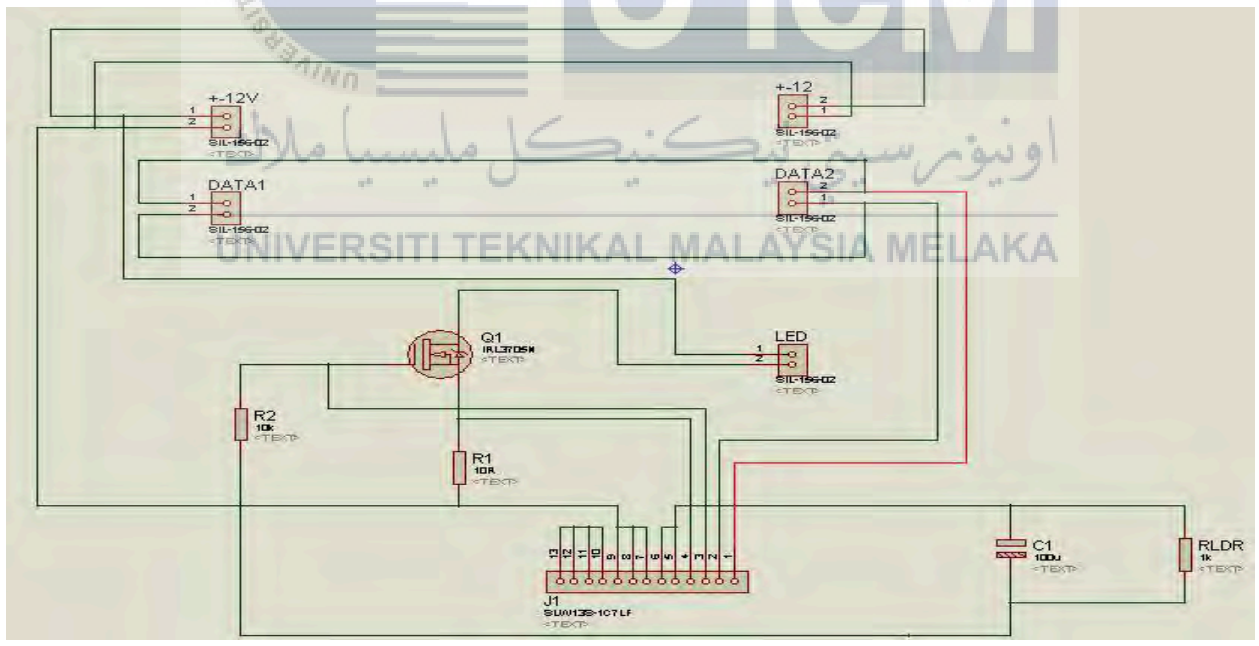 UTeM
UNIVERSITI
+-12V
1
2
SIL-156-02
<TEXT>
+-12
2
1
SIL-156-02
<TEXT>
اونيۏرسيتي تيكنيكل مليسيا ملاك
DATA1
1
2
SIL-156-02
<TEXT>
DATA2
2
1
SIL-156-02
<TEXT>
UNIVERSITI TEKNIKAL MALAYSIA MELAKA
Q1
IRL3705N
<TEXT>
LED
1
2
SIL-156-02
<TEXT>
R2
10k
<TEXT>
R1
10R
<TEXT>
13
12
11
10
9
8
7
6
5
4
3
2
1
J1
<TEXT>
C1
100u
<TEXT>
RLDR
1k
<TEXT>